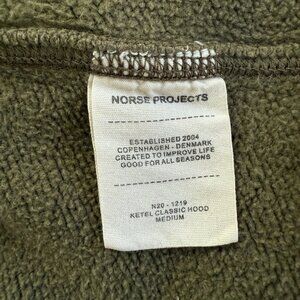 NORSE PROJECTS
ESTABLISHED 2004
COPENHAGEN - DENMARK
CREATED TO IMPROVE LIFE
GOOD FOR ALL SEASONS
N20 - 1219
KETEL CLASSIC HOOD
MEDIUM